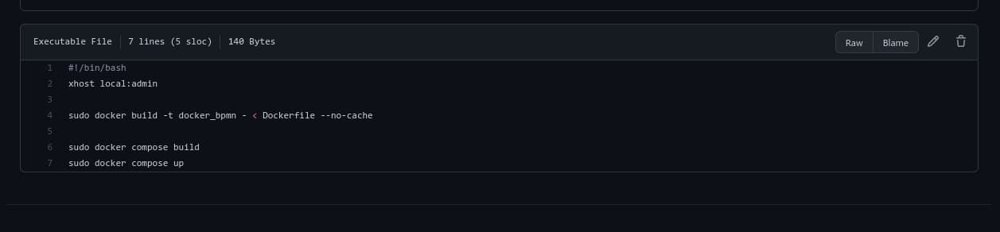 Executable File 7 lines (5 sloc) 140 Bytes Raw Blame
1 #!/bin/bash
2 xhost local:admin
3
4 sudo docker build -t docker_bpmn - < Dockerfile --no-cache
5
6 sudo docker compose build
7 sudo docker compose up